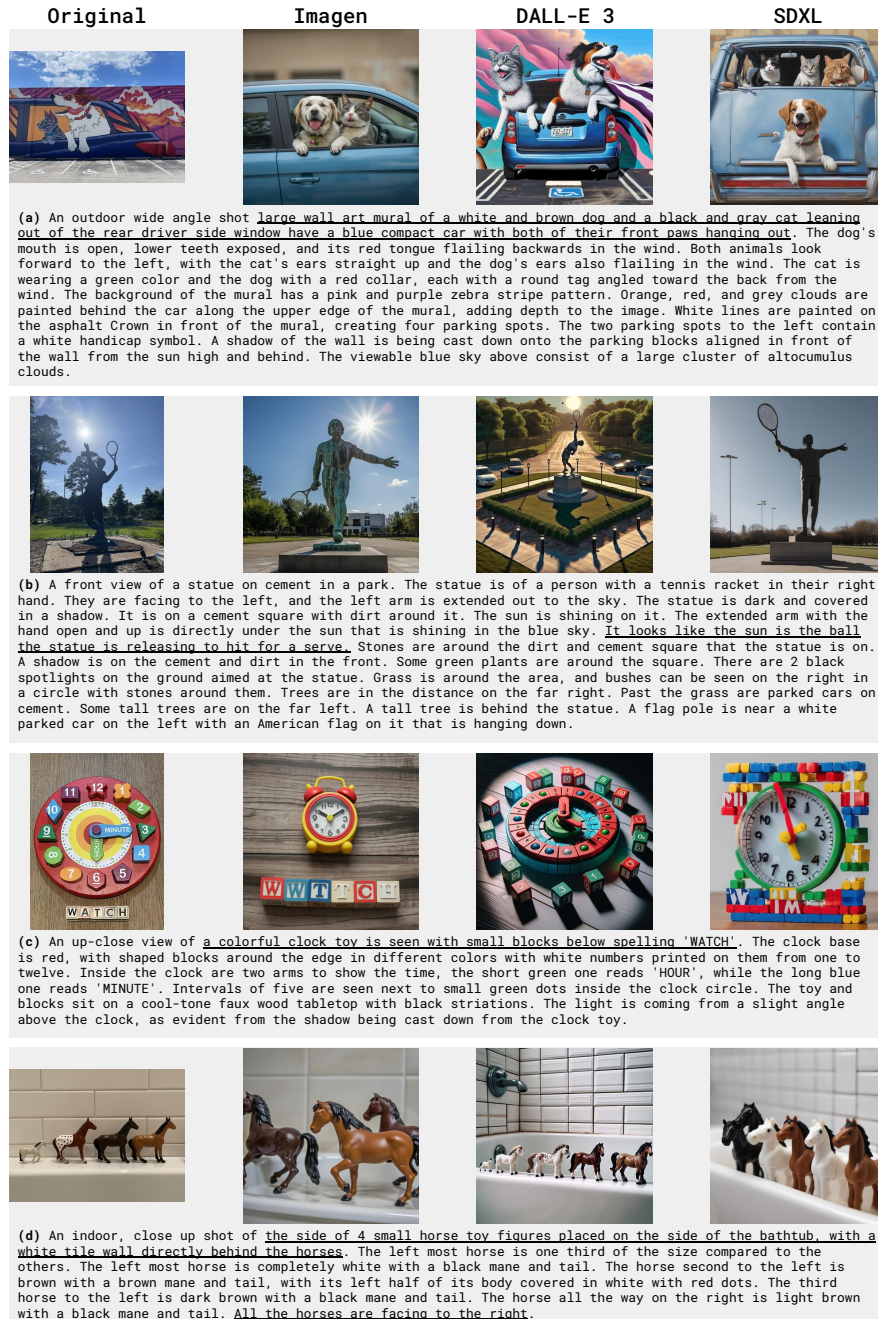 Original Imagen DALL-E 3 SDXL
(a) An outdoor wide angle shot large wall art mural of a white and brown dog and a black and gray cat leaning
out of the rear driver side window have a blue compact car with both of their front paws hanging out. The dog's
mouth is open, lower teeth exposed, and its red tongue flailing backwards in the wind. Both animals look
forward to the left, with the cat's ears straight up and the dog's ears also flailing in the wind. The cat is
wearing a green color and the dog with a red collar, each with a round tag angled toward the back from the
wind. The background of the mural has a pink and purple zebra stripe pattern. Orange, red, and grey clouds are
painted behind the car along the upper edge of the mural, adding depth to the image. White lines are painted on
the asphalt Crown in front of the mural, creating four parking spots. The two parking spots to the left contain
a white handicap symbol. A shadow of the wall is being cast down onto the parking blocks aligned in front of
the wall from the sun high and behind. The viewable blue sky above consist of a large cluster of altocumulus
clouds.
(b) A front view of a statue on cement in a park. The statue is of a person with a tennis racket in their right
hand. They are facing to the left, and the left arm is extended out to the sky. The statue is dark and covered
in a shadow. It is on a cement square with dirt around it. The sun is shining on it. The extended arm with the
hand open and up is directly under the sun that is shining in the blue sky. It looks like the sun is the ball
the statue is releasing to hit for a serve. Stones are around the dirt and cement square that the statue is on.
A shadow is on the cement and dirt in the front. Some green plants are around the square. There are 2 black
spotlights on the ground aimed at the statue. Grass is around the area, and bushes can be seen on the right in
a circle with stones around them. Trees are in the distance on the far right. Past the grass are parked cars on
cement. Some tall trees are on the far left. A tall tree is behind the statue. A flag pole is near a white
parked car on the left with an American flag on it that is hanging down.
11 12 1
10 2
9 MINUTE 3
HOUR
8 4
7 6 5
WATCH
WWTCH
12
W IM
(c) An up-close view of a colorful clock toy is seen with small blocks below spelling 'WATCH'. The clock base
is red, with shaped blocks around the edge in different colors with white numbers printed on them from one to
twelve. Inside the clock are two arms to show the time, the short green one reads 'HOUR', while the long blue
one reads 'MINUTE'. Intervals of five are seen next to small green dots inside the clock circle. The toy and
blocks sit on a cool-tone faux wood tabletop with black striations. The light is coming from a slight angle
above the clock, as evident from the shadow being cast down from the clock toy.
(d) An indoor, close up shot of the side of 4 small horse toy figures placed on the side of the bathtub, with a
white tile wall directly behind the horses. The left most horse is one third of the size compared to the
others. The left most horse is completely white with a black mane and tail. The horse second to the left is
brown with a brown mane and tail, with its left half of its body covered in white with red dots. The third
horse to the left is dark brown with a black mane and tail. The horse all the way on the right is light brown
with a black mane and tail. All the horses are facing to the right.